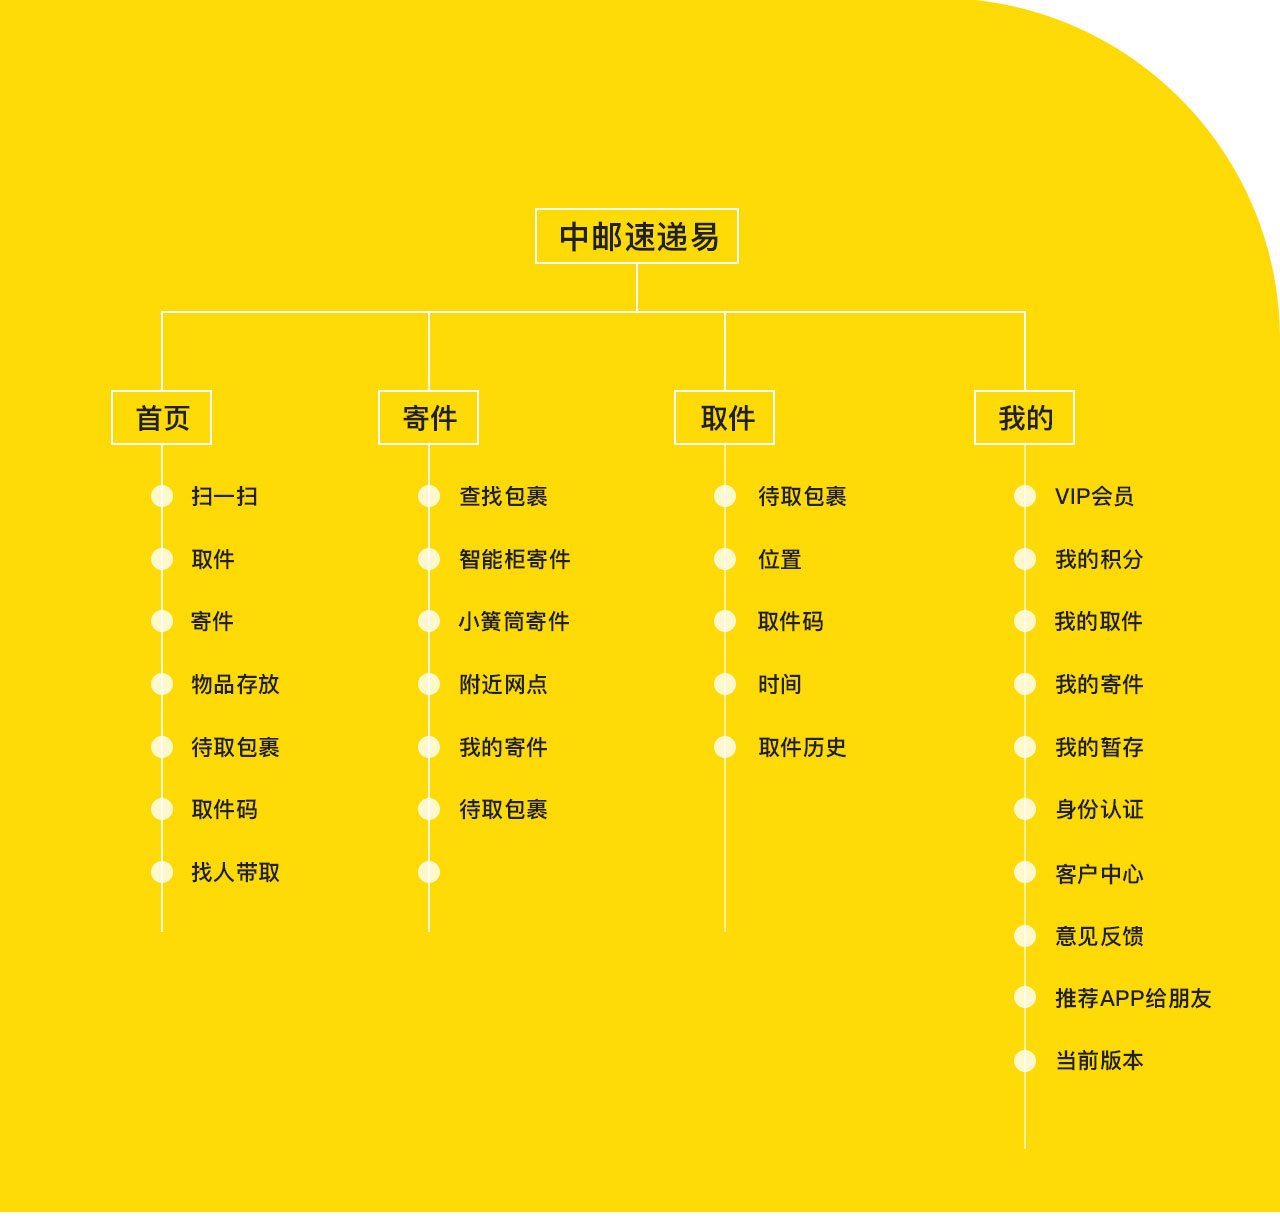 中邮速递易
首页
扫一扫
取件
寄件
物品存放
待取包裹
取件码
找人带取
寄件
查找包裹
智能柜寄件
小簧筒寄件
附近网点
我的寄件
待取包裹
取件
待取包裹
位置
取件码
时间
取件历史
我的
VIP会员
我的积分
我的取件
我的寄件
我的暂存
身份认证
客户中心
意见反馈
推荐APP给朋友
当前版本